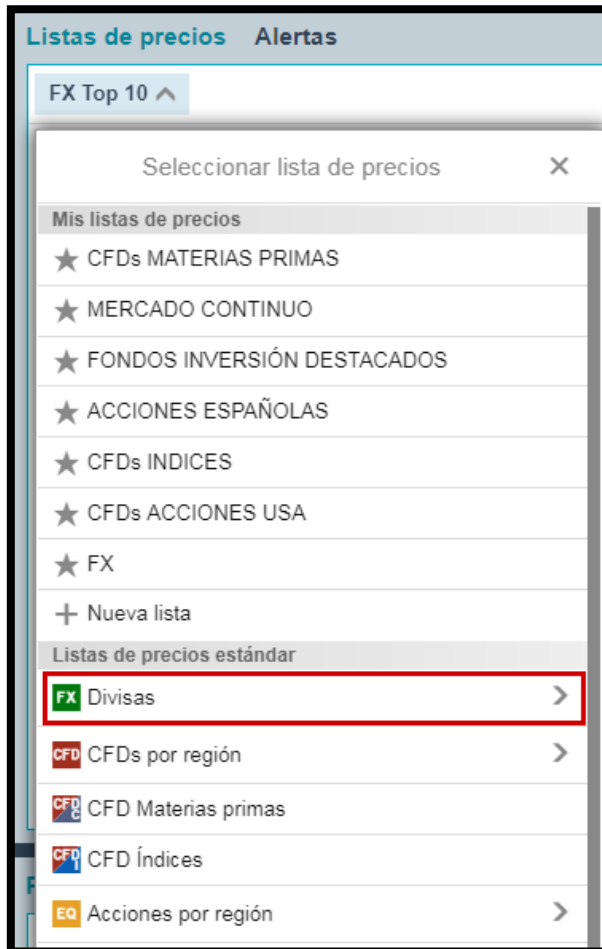 Listas de precios Alertas
FX Top 10
Seleccionar lista de precios
Mis listas de precios
CFDs MATERIAS PRIMAS
MERCADO CONTINUO
FONDOS INVERSIÓN DESTACADOS
ACCIONES ESPAÑOLAS
CFDs INDICES
CFDs ACCIONES USA
FX
Nueva lista
Listas de precios estándar
FX Divisas
CFD CFDs por región
CFD C CFD Materias primas
CFD I CFD Índices
EQ Acciones por región